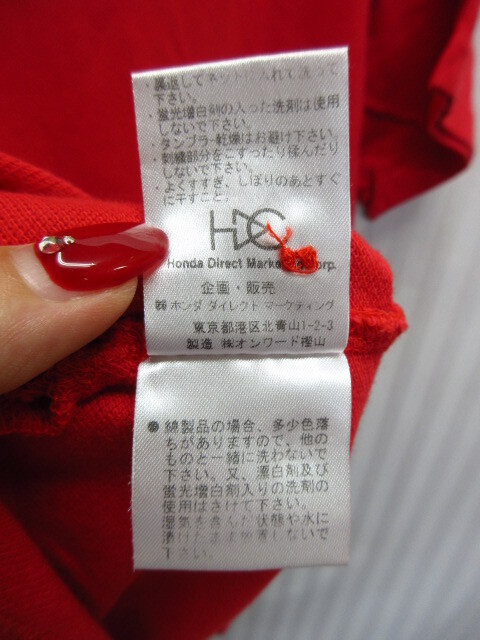 ・裏返してネットに入れて洗って
下さい。
・蛍光増白剤の入った洗剤は使用
しないで下さい。
・タンブラー乾燥はお避け下さい。
・刺繍部分をこすったり揉んだり
しないで下さい。
・よくすすぎ、しぼりのあとすぐ
に干すこと。
HDC
Honda Direct Marke Corp.
企画・販売
㈱ホンダ ダイレクト マーケティング
東京都港区北青山1-2-3
製造 ㈱オンワード樫山
●綿製品の場合、多少色落
ちがありますので、他の
ものと一緒に洗わないで
下さい。又、漂白剤及び
蛍光増白剤入りの洗剤の
使用はさけて下さい。
湿気を含んだ状態や水に
漬けたまま放置しないで
下さい。